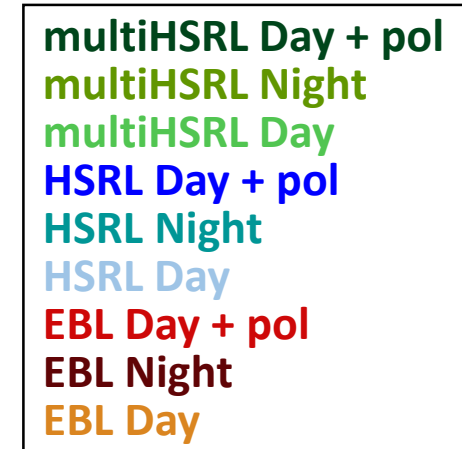 multiHSRL Day + pol
multiHSRL Night
multiHSRL Day
HSRL Day + pol
HSRL Night
HSRL Day
EBL Day + pol
EBL Night
EBL Day